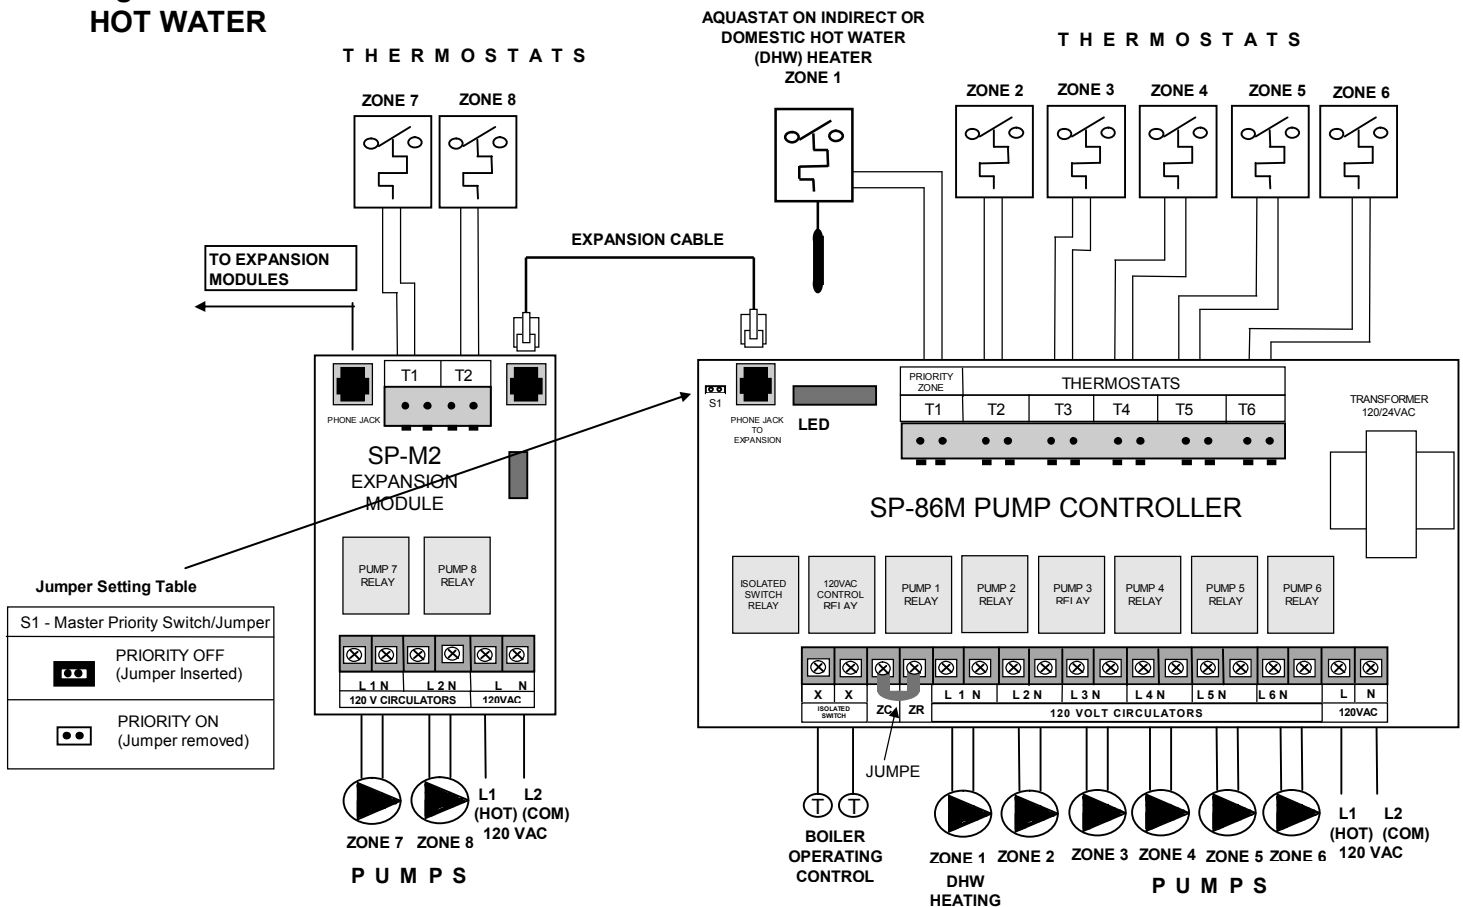 HOT WATER
THERMOSTATS
ZONE 7
ZONE 8
AQUASTAT ON INDIRECT OR
DOMESTIC HOT WATER
(DHW) HEATER
ZONE 1
THERMOSTATS
ZONE 2
ZONE 3
ZONE 4
ZONE 5
ZONE 6
TO EXPANSION
MODULES
EXPANSION CABLE
T1
T2
PHONE JACK
SP-M2
EXPANSION
MODULE
PUMP 7
RELAY
PUMP 8
RELAY
L 1 N
L 2 N
L
N
120 V CIRCULATORS
120VAC
ZONE 7
ZONE 8
L1
(HOT)
L2
(COM)
120 VAC
PUMPS
Jumper Setting Table
S1 - Master Priority Switch/Jumper
PRIORITY OFF
(Jumper Inserted)
PRIORITY ON
(Jumper removed)
S1
PHONE JACK
TO
EXPANSION
LED
PRIORITY
ZONE
THERMOSTATS
T1
T2
T3
T4
T5
T6
TRANSFORMER
120/24VAC
SP-86M PUMP CONTROLLER
ISOLATED
SWITCH
RELAY
120VAC
CONTROL
RELAY
PUMP 1
RELAY
PUMP 2
RELAY
PUMP 3
RELAY
PUMP 4
RELAY
PUMP 5
RELAY
PUMP 6
RELAY
X
X
ISOLATED
SWITCH
ZC
ZR
L 1 N
L 2 N
L 3 N
L 4 N
L 5 N
L 6 N
L
N
120 VOLT CIRCULATORS
120VAC
JUMPE
T
T
BOILER
OPERATING
CONTROL
ZONE 1
DHW
HEATING
ZONE 2
ZONE 3
ZONE 4
ZONE 5
ZONE 6
L1
(HOT)
L2
(COM)
120 VAC
PUMPS